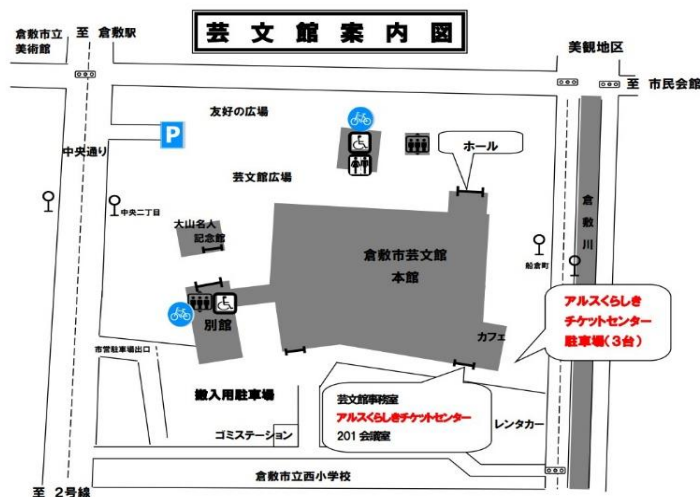 芸文館案内図
倉敷市立
美術館
至 倉敷駅
美観地区
至 市民会館
友好の広場
P
中央通り
ホール
芸文館広場
中央二丁目
大山名人
記念館
倉敷市芸文館
本館
倉敷川
船倉町
アルスくらしき
チケットセンター
駐車場(3台)
別館
カフェ
市営駐車場出口
搬入用駐車場
芸文館事務室
アルスくらしきチケットセンター
201会議室
レンタカー
ゴミステーション
倉敷市立西小学校
至 2号線